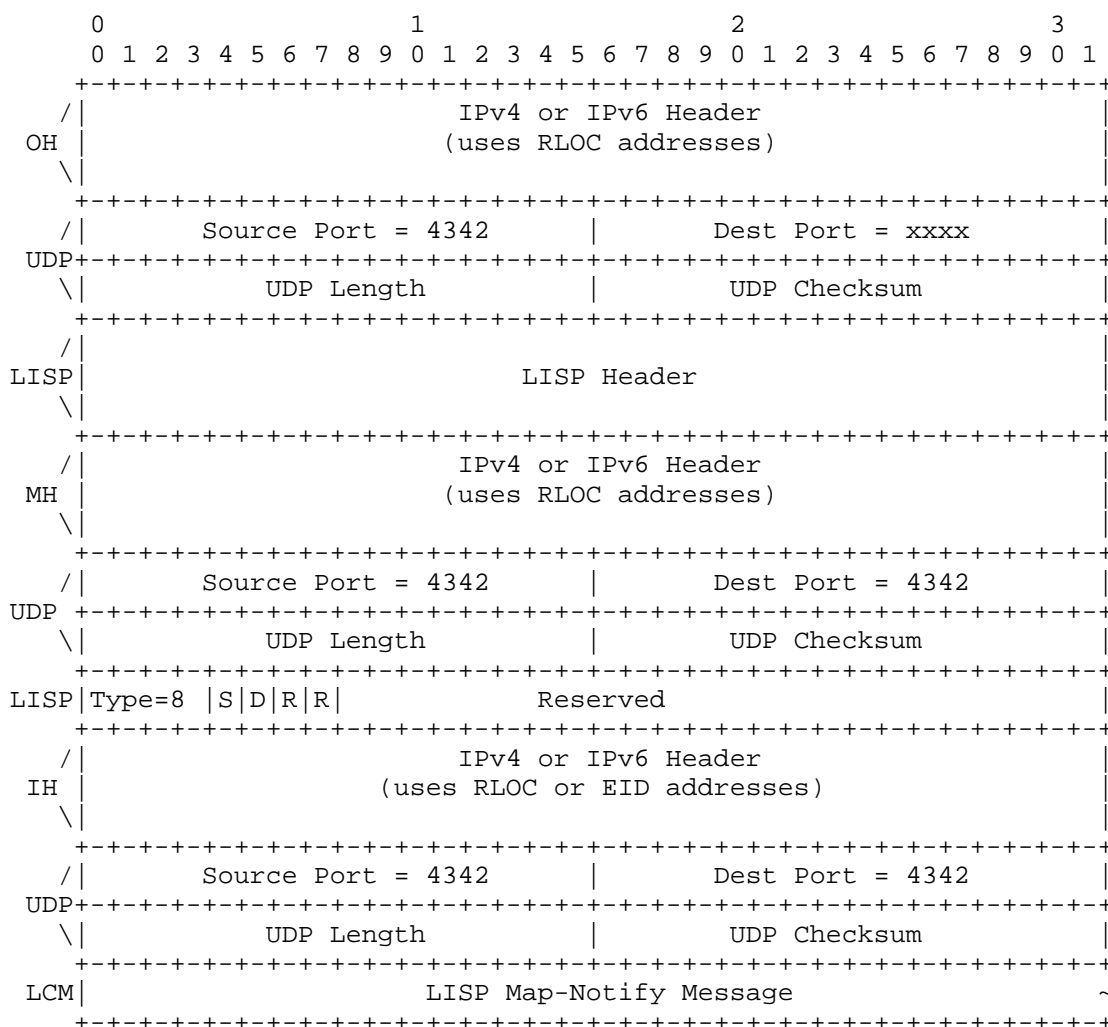 0                   1                   2                   3
 0 1 2 3 4 5 6 7 8 9 0 1 2 3 4 5 6 7 8 9 0 1 2 3 4 5 6 7 8 9 0 1
    +-+-+-+-+-+-+-+-+-+-+-+-+-+-+-+-+-+-+-+-+-+-+-+-+-+-+-+-+-+-+-+-+
   /|                       IPv4 or IPv6 Header                     |
 OH |                      (uses RLOC addresses)                    |
   \|                                                               |
    +-+-+-+-+-+-+-+-+-+-+-+-+-+-+-+-+-+-+-+-+-+-+-+-+-+-+-+-+-+-+-+-+
   /|       Source Port = 4342      |       Dest Port = xxxx        |
 UDP+-+-+-+-+-+-+-+-+-+-+-+-+-+-+-+-+-+-+-+-+-+-+-+-+-+-+-+-+-+-+-+-+
   \|           UDP Length          |        UDP Checksum           |
    +-+-+-+-+-+-+-+-+-+-+-+-+-+-+-+-+-+-+-+-+-+-+-+-+-+-+-+-+-+-+-+-+
   /|                                                               |
LISP|                           LISP Header                         |
   \|                                                               |
    +-+-+-+-+-+-+-+-+-+-+-+-+-+-+-+-+-+-+-+-+-+-+-+-+-+-+-+-+-+-+-+-+
   /|                       IPv4 or IPv6 Header                     |
 MH |                      (uses RLOC addresses)                    |
   \|                                                               |
    +-+-+-+-+-+-+-+-+-+-+-+-+-+-+-+-+-+-+-+-+-+-+-+-+-+-+-+-+-+-+-+-+
   /|       Source Port = 4342      |       Dest Port = 4342        |
UDP +-+-+-+-+-+-+-+-+-+-+-+-+-+-+-+-+-+-+-+-+-+-+-+-+-+-+-+-+-+-+-+-+
   \|           UDP Length          |        UDP Checksum           |
    +-+-+-+-+-+-+-+-+-+-+-+-+-+-+-+-+-+-+-+-+-+-+-+-+-+-+-+-+-+-+-+-+
LISP|Type=8 |S|D|R|R|            Reserved                           |
    +-+-+-+-+-+-+-+-+-+-+-+-+-+-+-+-+-+-+-+-+-+-+-+-+-+-+-+-+-+-+-+-+
   /|                       IPv4 or IPv6 Header                     |
 IH |                  (uses RLOC or EID addresses)                 |
   \|                                                               |
    +-+-+-+-+-+-+-+-+-+-+-+-+-+-+-+-+-+-+-+-+-+-+-+-+-+-+-+-+-+-+-+-+
   /|       Source Port = 4342      |       Dest Port = 4342        |
 UDP+-+-+-+-+-+-+-+-+-+-+-+-+-+-+-+-+-+-+-+-+-+-+-+-+-+-+-+-+-+-+-+-+
   \|           UDP Length          |        UDP Checksum           |
    +-+-+-+-+-+-+-+-+-+-+-+-+-+-+-+-+-+-+-+-+-+-+-+-+-+-+-+-+-+-+-+-+
 LCM|                     LISP Map-Notify Message                   ~
    +-+-+-+-+-+-+-+-+-+-+-+-+-+-+-+-+-+-+-+-+-+-+-+-+-+-+-+-+-+-+-+-+